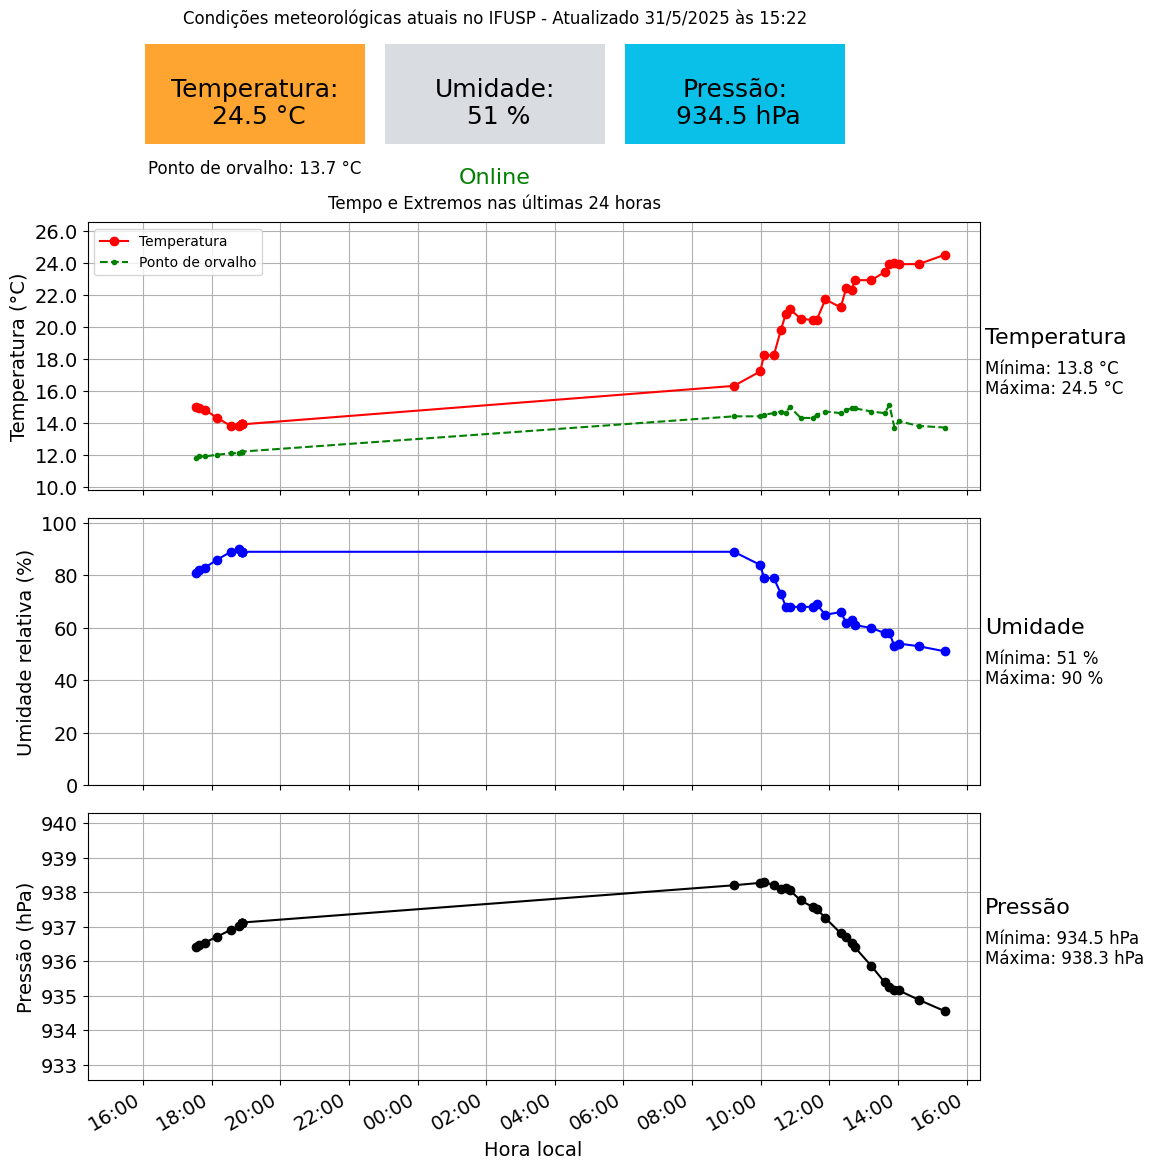 Condições meteorológicas atuais no IFUSP - Atualizado 31/5/2025 às 15:22
Temperatura:
24.5 °C
Umidade:
51 %
Pressão:
934.5 hPa
Ponto de orvalho: 13.7 °C
Online
Tempo e Extremos nas últimas 24 horas
Temperatura (°C)
26.0
24.0
22.0
20.0
18.0
16.0
14.0
12.0
10.0
Temperatura
Ponto de orvalho
Temperatura
Mínima: 13.8 °C
Máxima: 24.5 °C
Umidade relativa (%)
100
80
60
40
20
0
Umidade
Mínima: 51 %
Máxima: 90 %
Pressão (hPa)
940
939
938
937
936
935
934
933
Pressão
Mínima: 934.5 hPa
Máxima: 938.3 hPa
16:00 18:00 20:00 22:00 00:00 02:00 04:00 06:00 08:00 10:00 12:00 14:00 16:00
Hora local